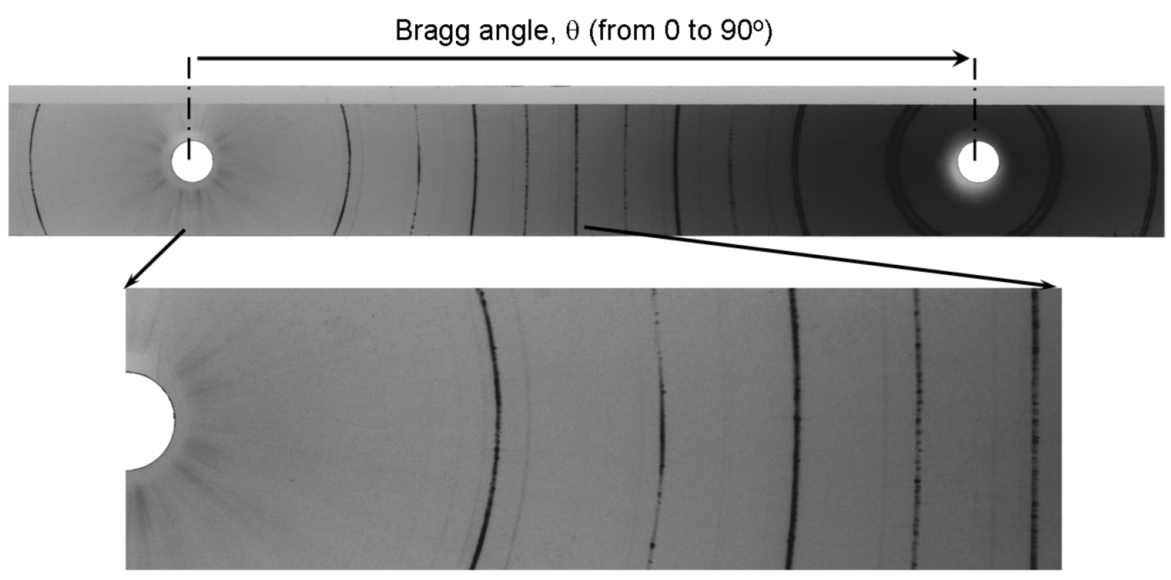 Bragg angle, θ (from 0 to 90º)